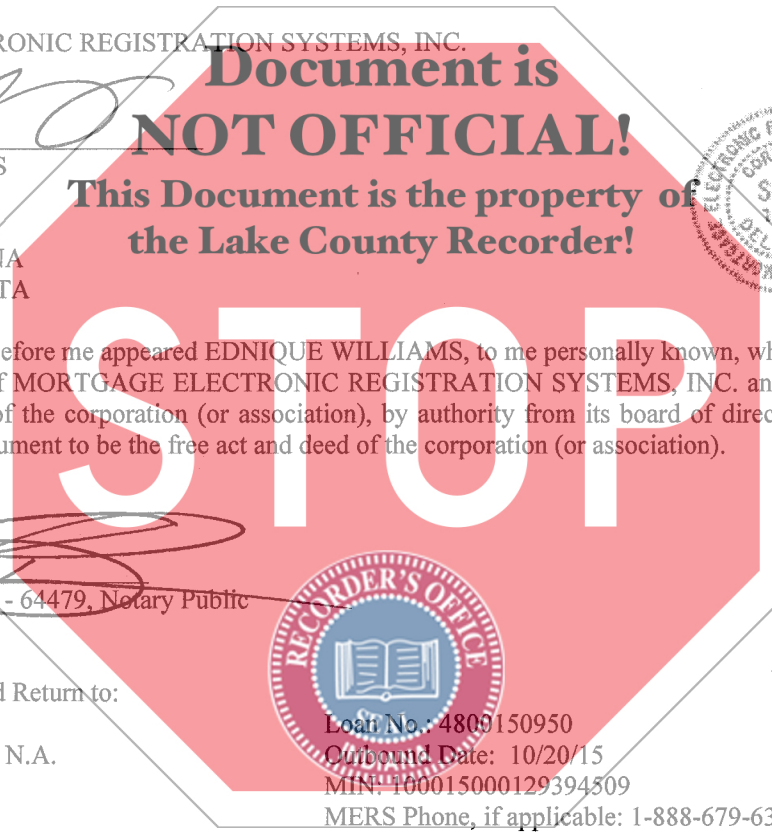 RONIC REGISTRATION SYSTEMS, INC.
Document is
NOT OFFICIAL!
This Document is the property of
the Lake County Recorder!
S
NA
TA
STOP
efore me appeared EDNIQUE WILLIAMS, to me personally known, wh
f MORTGAGE ELECTRONIC REGISTRATION SYSTEMS, INC. an
of the corporation (or association), by authority from its board of direc
ument to be the free act and deed of the corporation (or association).
- 64479, Notary Public
RECORDER'S OFFICE
SEAL
INDIANA
d Return to:
N.A.
Loan No.: 4800150950
Outbound Date: 10/20/15
MIN: 100015000129394509
MERS Phone, if applicable: 1-888-679-63